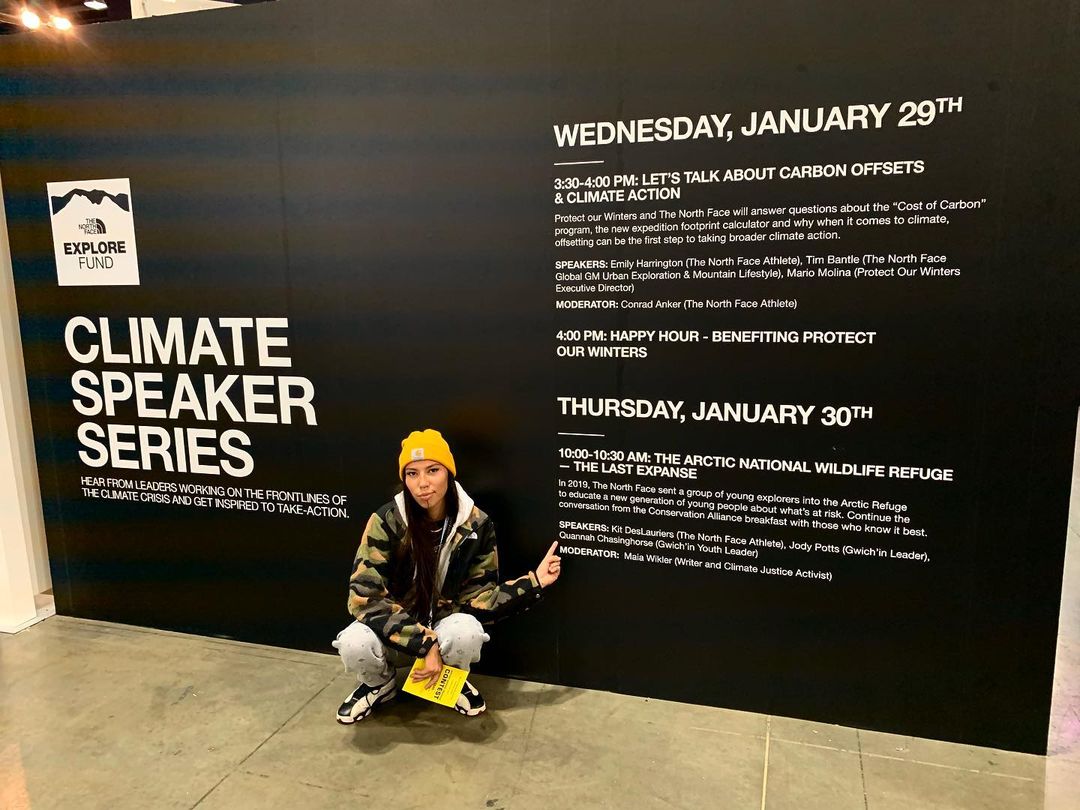 THE
NORTH
FACE
EXPLORE
FUND
CLIMATE
SPEAKER
SERIES
HEAR FROM LEADERS WORKING ON THE FRONTLINES OF
THE CLIMATE CRISIS AND GET INSPIRED TO TAKE-ACTION.
WEDNESDAY, JANUARY 29TH
3:30-4:00 PM: LET'S TALK ABOUT CARBON OFFSETS
& CLIMATE ACTION
Protect our Winters and The North Face will answer questions about the “Cost of Carbon”
program, the new expedition footprint calculator and why when it comes to climate,
offsetting can be the first step to taking broader climate action.
SPEAKERS: Emily Harrington (The North Face Athlete), Tim Bantle (The North Face
Global GM Urban Exploration & Mountain Lifestyle), Mario Molina (Protect Our Winters
Executive Director)
MODERATOR: Conrad Anker (The North Face Athlete)
4:00 PM: HAPPY HOUR - BENEFITING PROTECT
OUR WINTERS
THURSDAY, JANUARY 30TH
10:00-10:30 AM: THE ARCTIC NATIONAL WILDLIFE REFUGE
— THE LAST EXPANSE
In 2019, The North Face sent a group of young explorers into the Arctic Refuge
to educate a new generation of young people about what's at risk. Continue the
conversation from the Conservation Alliance breakfast with those who know it best.
SPEAKERS: Kit DesLauriers (The North Face Athlete), Jody Potts (Gwich'in Leader),
Quannah Chasinghorse (Gwich'in Youth Leader)
MODERATOR: Maia Wikler (Writer and Climate Justice Activist)
CONTEST